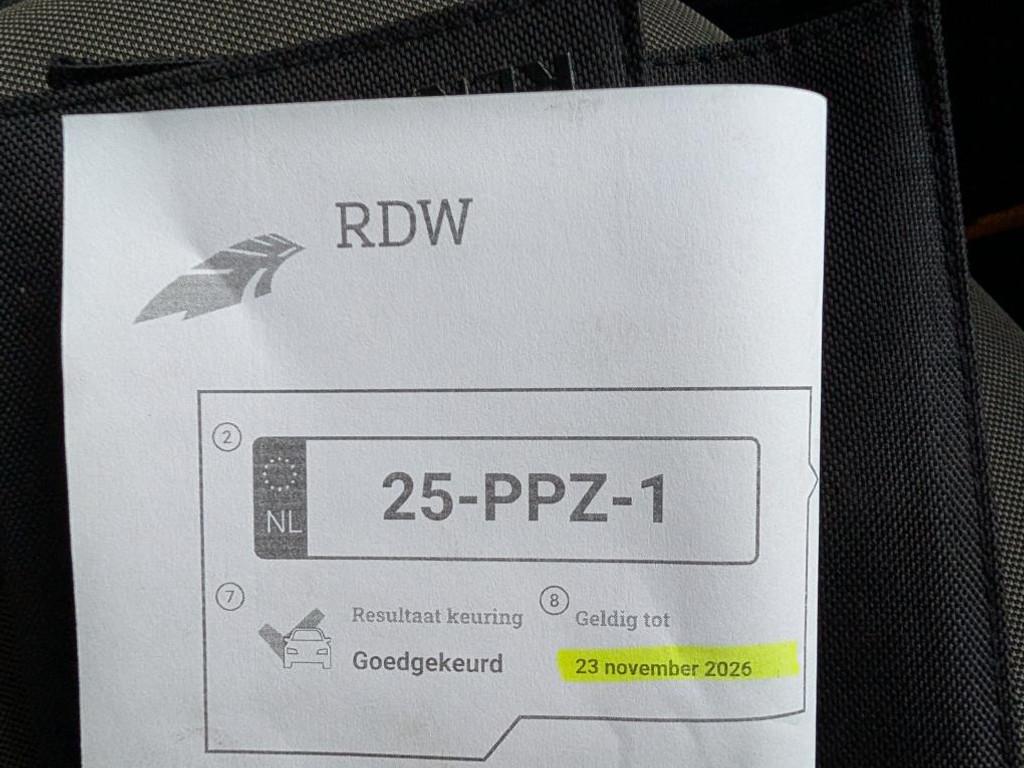 RDW
2
25-PPZ-1
NL
7
Resultaat keuring
8
Geldig tot
Goedgekeurd
23 november 2026